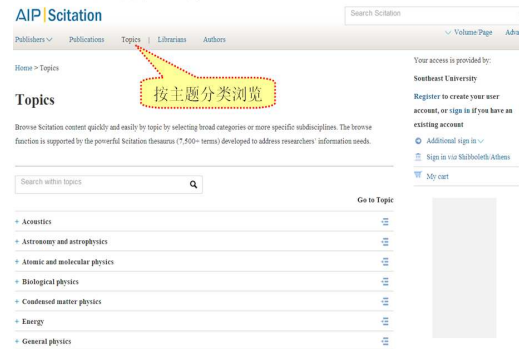 AIP Scitation
Search Scitation
Publishers Publications Topics | Librarians Authors
Volume/Page Adva
Home > Topics
按主题分类浏览
Topics
Browse Scitation content quickly and easily by topic by selecting broad categories or more specific subdisciplines. The browse
function is supported by the powerful Scitation thesaurus (7,500+ terms) developed to address researchers' information needs.
Search within topics
Go to Topic
+ Acoustics
+ Astronomy and astrophysics
+ Atomic and molecular physics
+ Biological physics
+ Condensed matter physics
+ Energy
+ General physics
Your access is provided by:
Southeast University
Register to create your user
account, or sign in if you have an
existing account
Additional sign in
Sign in via Shibboleth/Athens
My cart